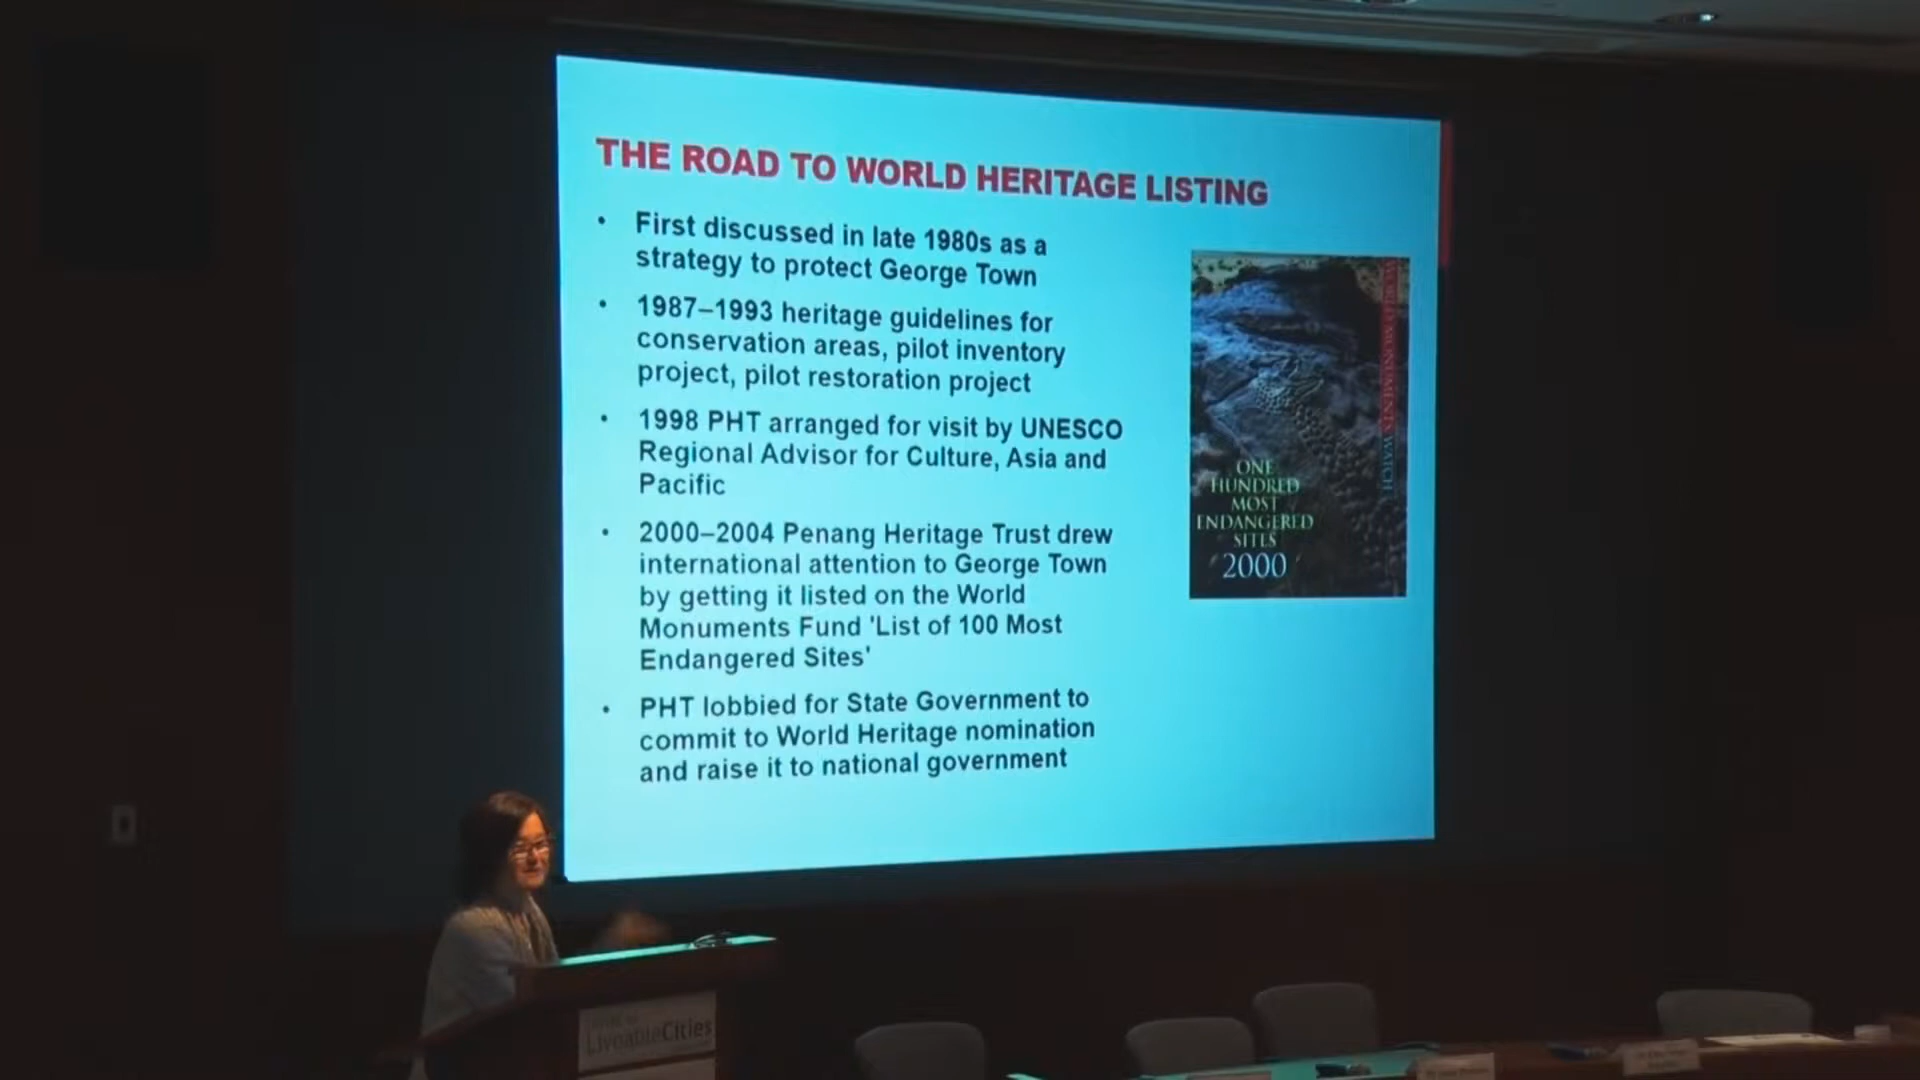 THE ROAD TO WORLD HERITAGE LISTING
• First discussed in late 1980s as a
strategy to protect George Town
• 1987–1993 heritage guidelines for
conservation areas, pilot inventory
project, pilot restoration project
• 1998 PHT arranged for visit by UNESCO
Regional Advisor for Culture, Asia and
Pacific
• 2000–2004 Penang Heritage Trust drew
international attention to George Town
by getting it listed on the World
Monuments Fund 'List of 100 Most
Endangered Sites'
• PHT lobbied for State Government to
commit to World Heritage nomination
and raise it to national government
WORLD MONUMENTS WATCH
ONE
HUNDRED
MOST
ENDANGERED
SITES
2000
LiveableCities